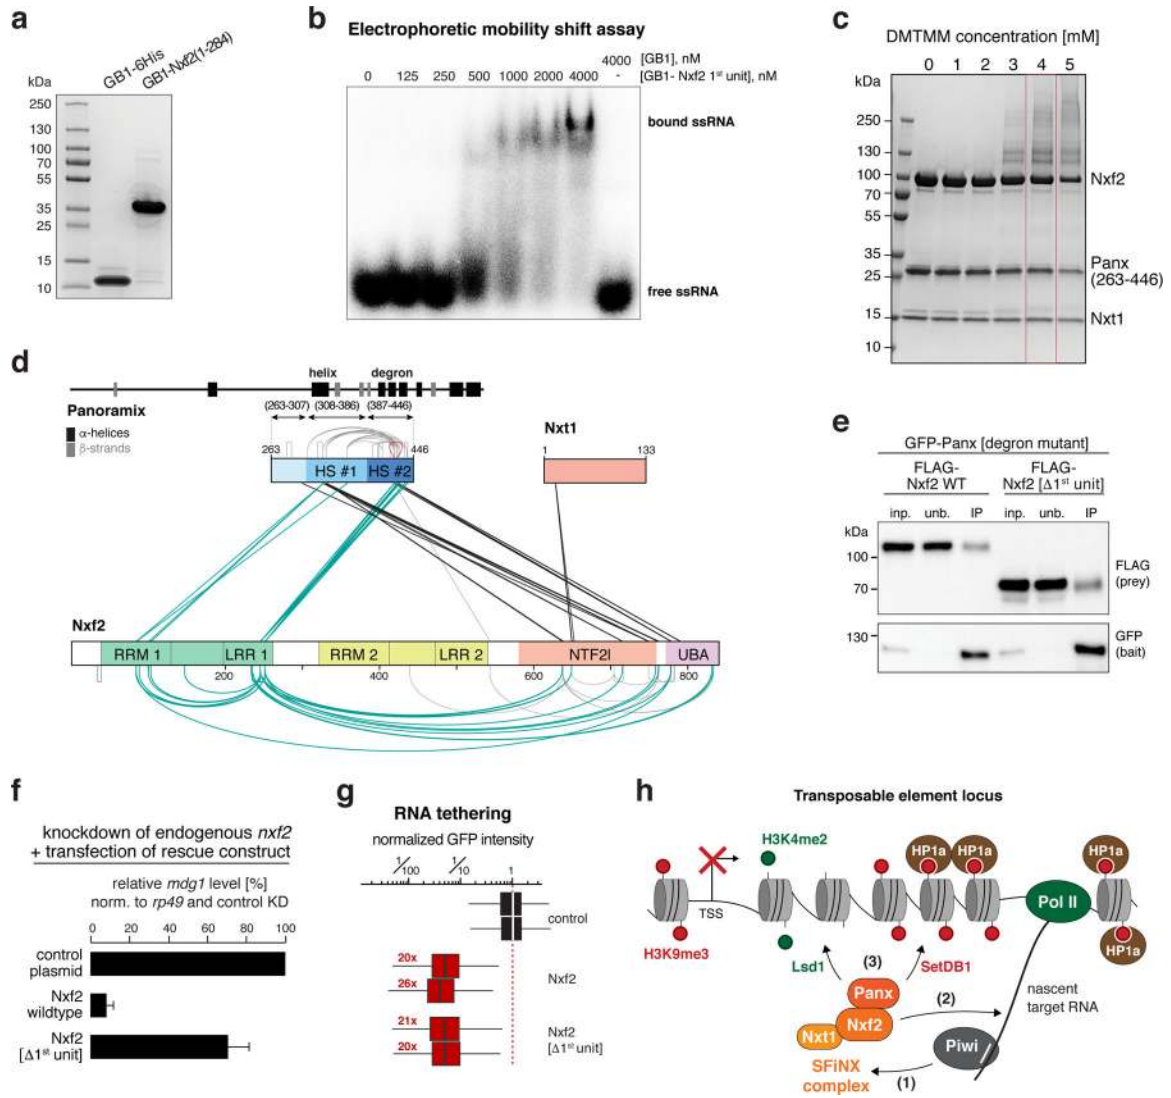 a
GB1-6His
GB1-Nxf2(1-284)
kDa
250
130
100
70
55
35
25
15
10
b
Electrophoretic mobility shift assay
4000 [GB1], nM
0 125 250 500 1000 2000 4000 - [GB1- Nxf2 1st unit], nM
bound ssRNA
free ssRNA
c
DMTMM concentration [mM]
0 1 2 3 4 5
kDa
250
130
100
70
55
35
25
15
10
Nxf2
Panx
(263-446)
Nxt1
d
helix degron
(263-307) (308-386) (387-446)
Panoramix
α-helices
β-strands
263 446
HS #1 HS #2
Nxt1
1 133
Nxf2
RRM 1 LRR 1 RRM 2 LRR 2 NTF2l UBA
200 400 600 800
e
GFP-Panx [degron mutant]
FLAG-
Nxf2 WT
FLAG-
Nxf2 [Δ1st unit]
inp. unb. IP inp. unb. IP
kDa
100
70
FLAG
(prey)
130
GFP
(bait)
f
knockdown of endogenous nxf2
+ transfection of rescue construct
relative mdg1 level [%]
norm. to rp49 and control KD
0 20 40 60 80 100
control
plasmid
Nxf2
wildtype
Nxf2
[Δ1st unit]
g
RNA tethering
normalized GFP intensity
1/100 1/10 1
control
20x
26x
Nxf2
21x
20x
Nxf2
[Δ1st unit]
h
Transposable element locus
H3K4me2
HP1a HP1a HP1a
TSS
Pol II
H3K9me3
HP1a
Lsd1
(3)
SetDB1
Panx
(2)
nascent
target RNA
Nxt1
Nxf2
Piwi
SFiNX
complex
(1)